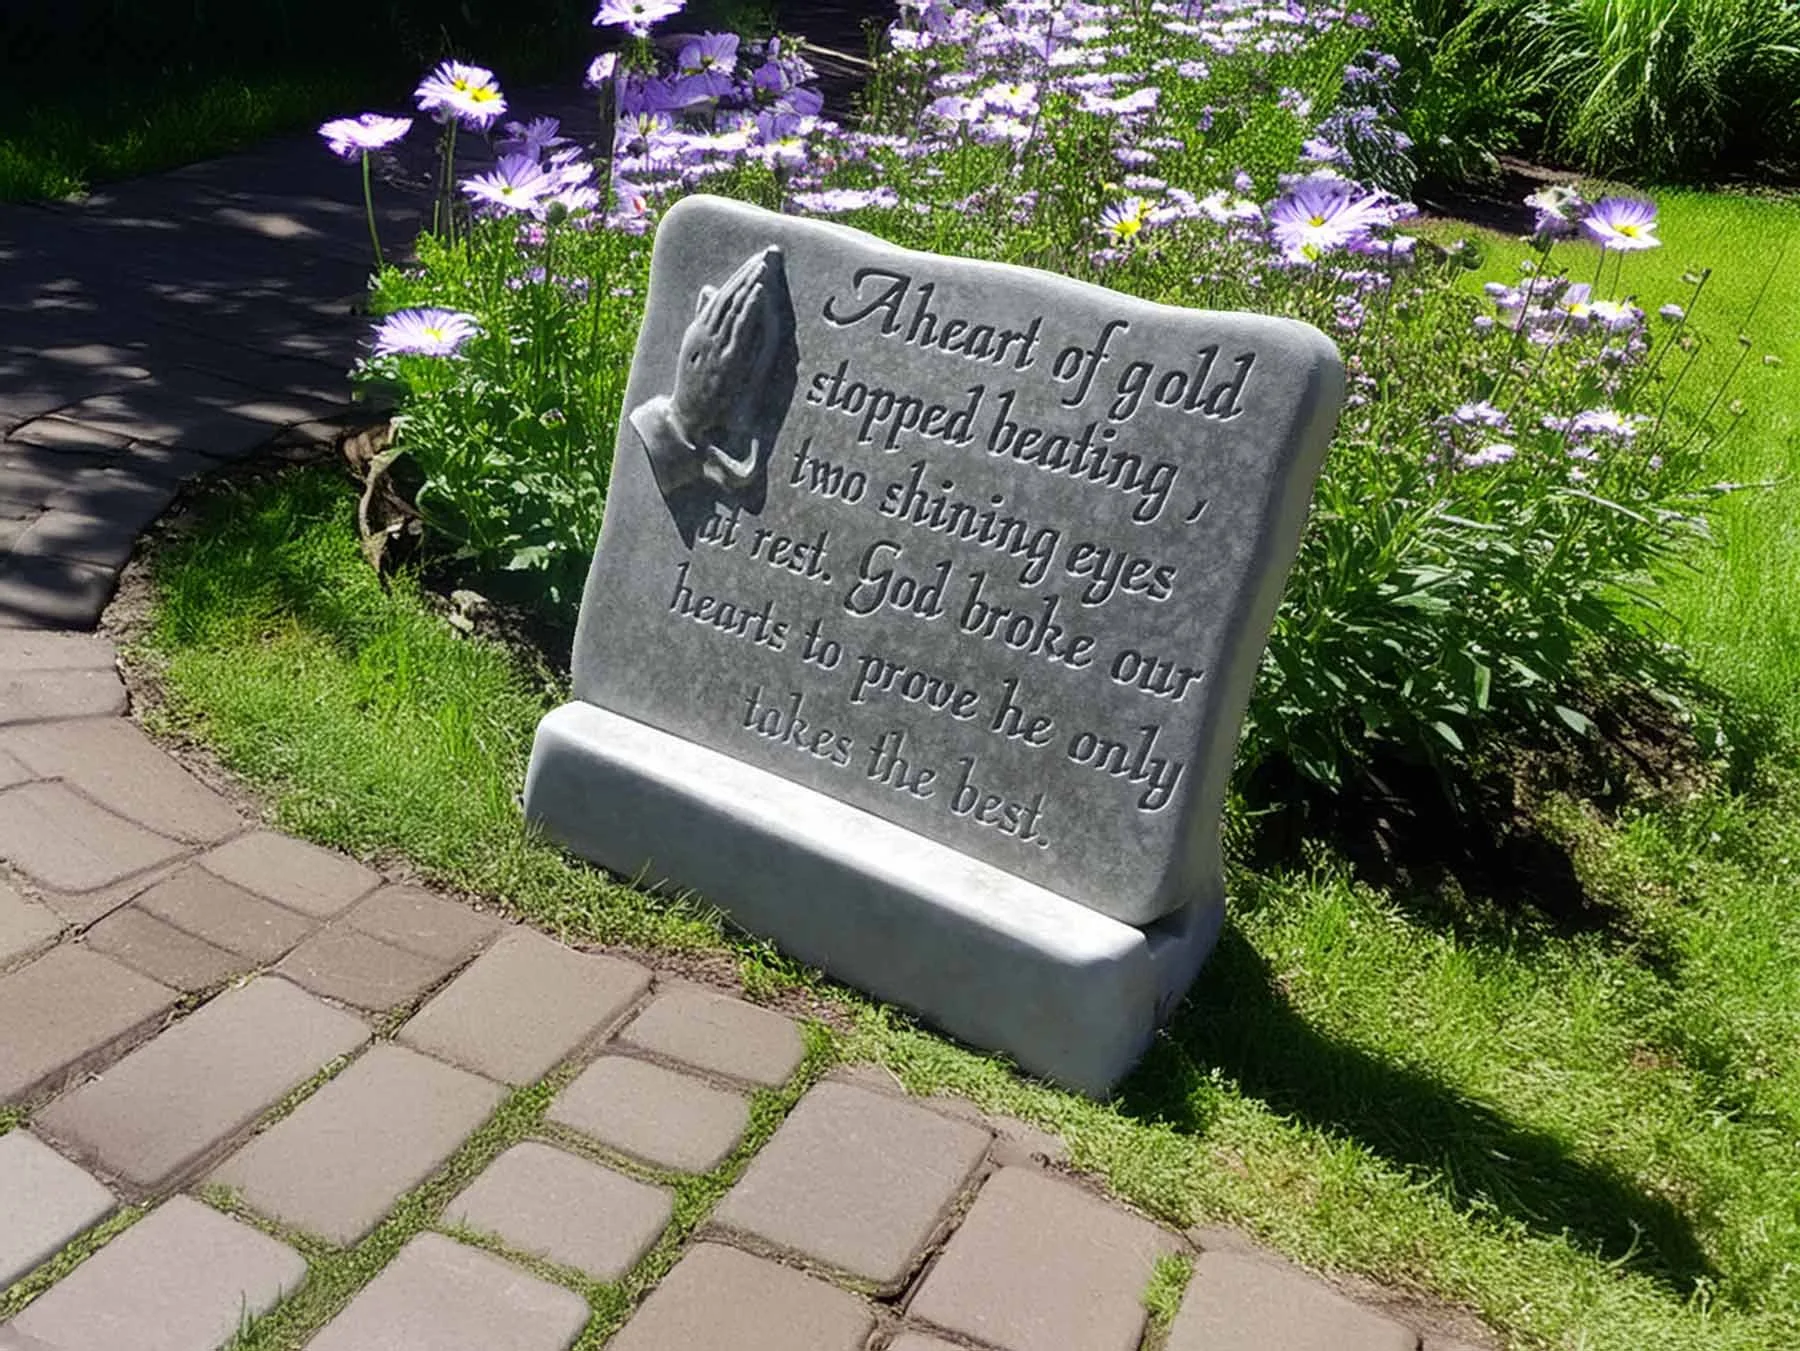 A heart of gold
stopped beating,
two shining eyes
at rest. God broke our
hearts to prove he only
takes the best.